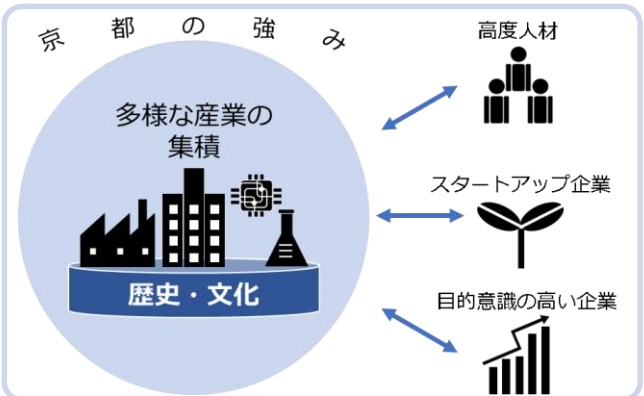 京都の強み
多様な産業の
集積
歴史・文化
高度人材
スタートアップ企業
目的意識の高い企業